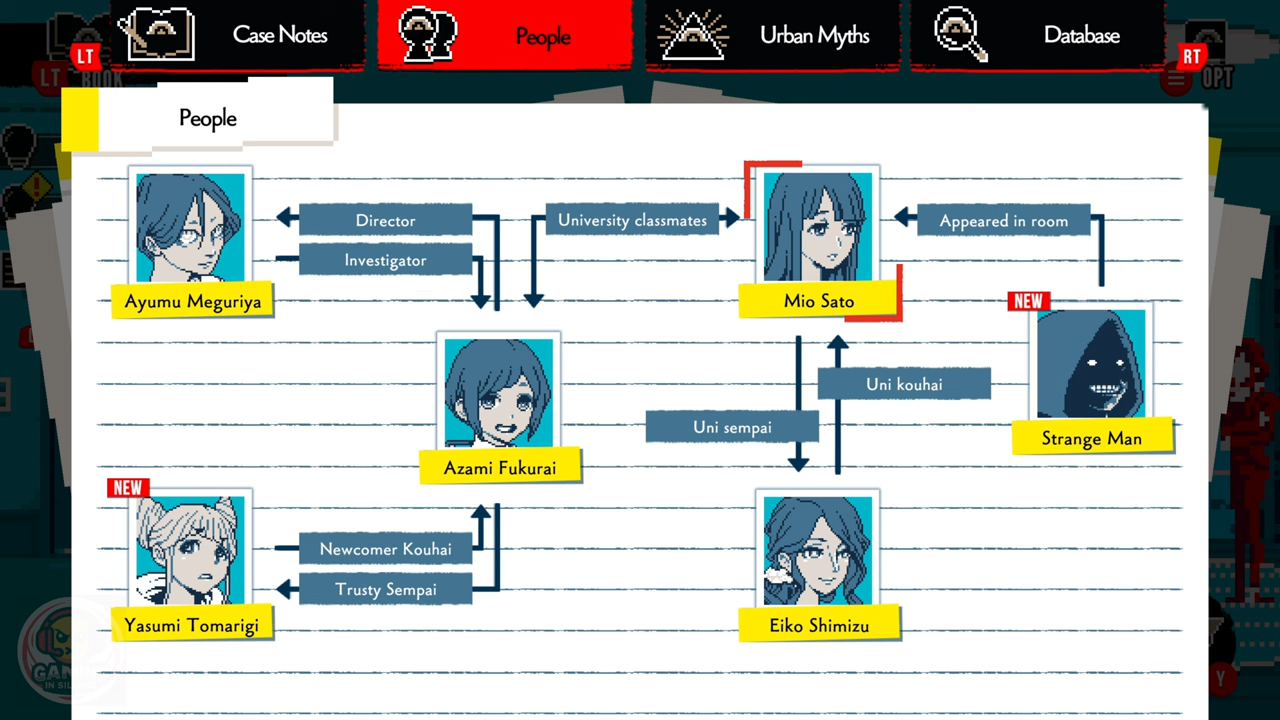 Case Notes
People
Urban Myths
Database
LT
RT
LT
BOOK
OPT
People
Director
Investigator
University classmates
Appeared in room
Ayumu Meguriya
Mio Sato
NEW
Uni kouhai
Uni sempai
Strange Man
Azami Fukurai
NEW
Newcomer Kouhai
Trusty Sempai
Yasumi Tomarigi
Eiko Shimizu
Y